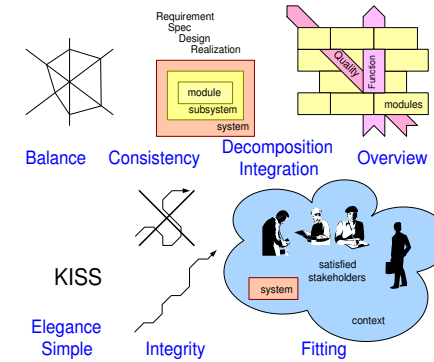 Requirement
Spec
Design
Realization
module
subsystem
system
Quality
Function
modules
Balance
Consistency
Decomposition
Integration
Overview
KISS
satisfied
stakeholders
system
context
Elegance
Simple
Integrity
Fitting